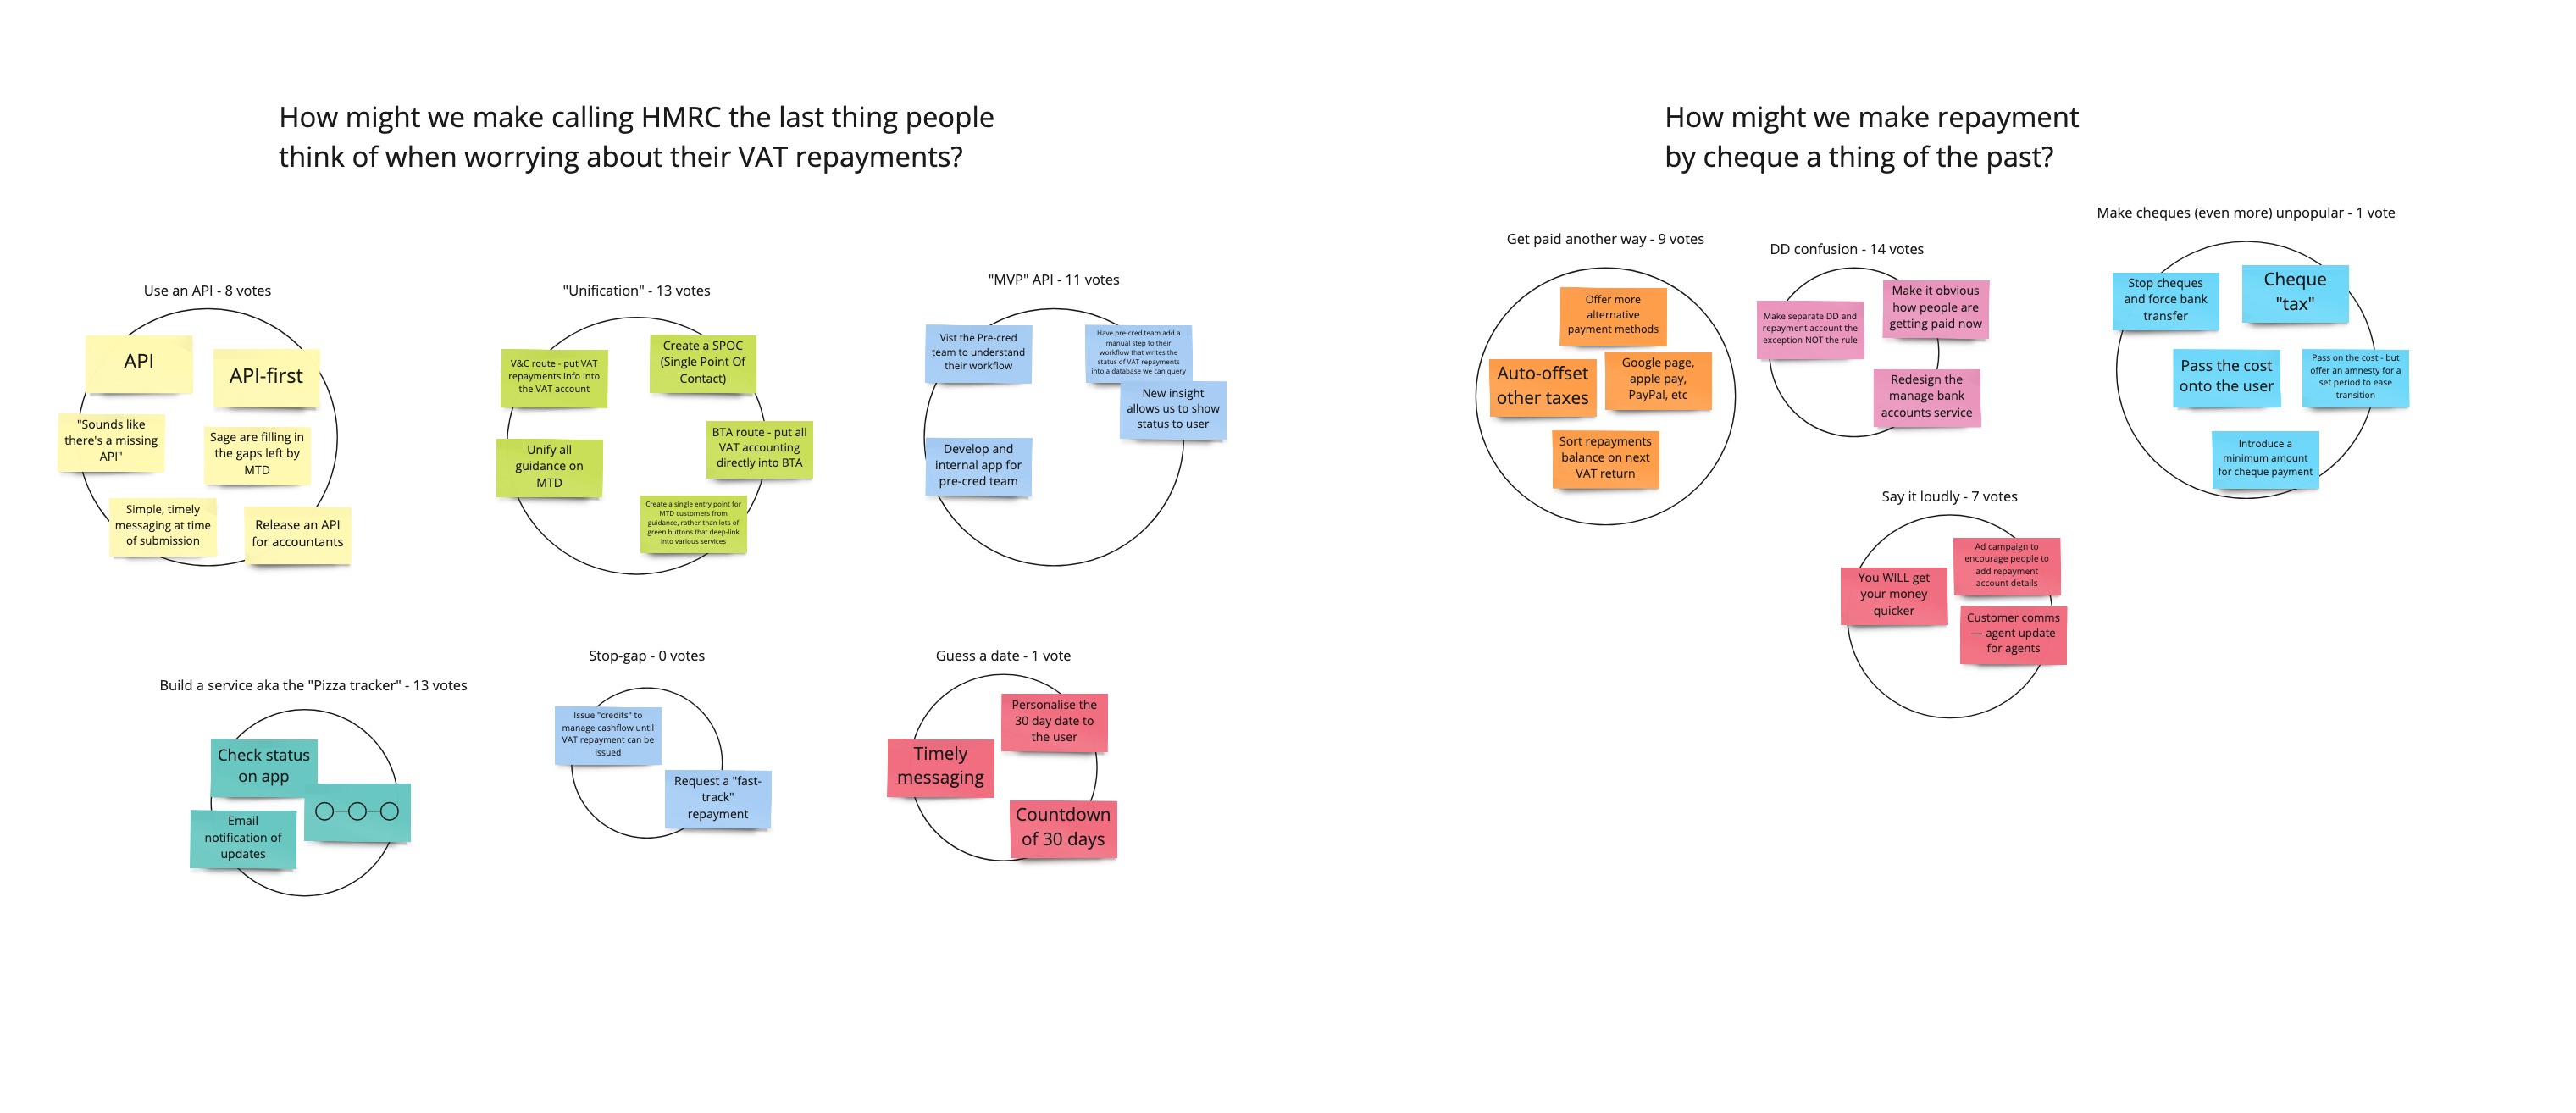 How might we make calling HMRC the last thing people
think of when worrying about their VAT repayments?
Use an API - 8 votes
API
API-first
"Sounds like
there's a missing
API"
Sage are filling in
the gaps left by
MTD
Simple, timely
messaging at time
of submission
Release an API
for accountants
"Unification" - 13 votes
V&C route - put VAT
repayments info into
the VAT account
Create a SPOC
(Single Point Of
Contact)
Unify all
guidance on
MTD
BTA route - put all
VAT accounting
directly into BTA
Create a single entry point for
MTD customers from
guidance, rather than lots of
green buttons that deep-link
into various services
"MVP" API - 11 votes
Vist the Pre-cred
team to understand
their workflow
Have pre-cred team add a
manual step to their
workflow that writes the
status of VAT repayments
into a database we can query
New insight
allows us to show
status to user
Develop and
internal app for
pre-cred team
Build a service aka the "Pizza tracker" - 13 votes
Check status
on app
Email
notification of
updates
Stop-gap - 0 votes
Issue "credits" to
manage cashflow until
VAT repayment can be
issued
Request a "fast-
track"
repayment
Guess a date - 1 vote
Personalise the
30 day date to
the user
Timely
messaging
Countdown
of 30 days
How might we make repayment
by cheque a thing of the past?
Get paid another way - 9 votes
Offer more
alternative
payment methods
Auto-offset
other taxes
Google page,
apple pay,
PayPal, etc
Sort repayments
balance on next
VAT return
DD confusion - 14 votes
Make separate DD and
repayment account the
exception NOT the rule
Make it obvious
how people are
getting paid now
Redesign the
manage bank
accounts service
Make cheques (even more) unpopular - 1 vote
Stop cheques
and force bank
transfer
Cheque
"tax"
Pass the cost
onto the user
Pass on the cost - but
offer an amnesty for a
set period to ease
transition
Introduce a
minimum amount
for cheque payment
Say it loudly - 7 votes
You WILL get
your money
quicker
Ad campaign to
encourage people to
add repayment
account details
Customer comms
— agent update
for agents